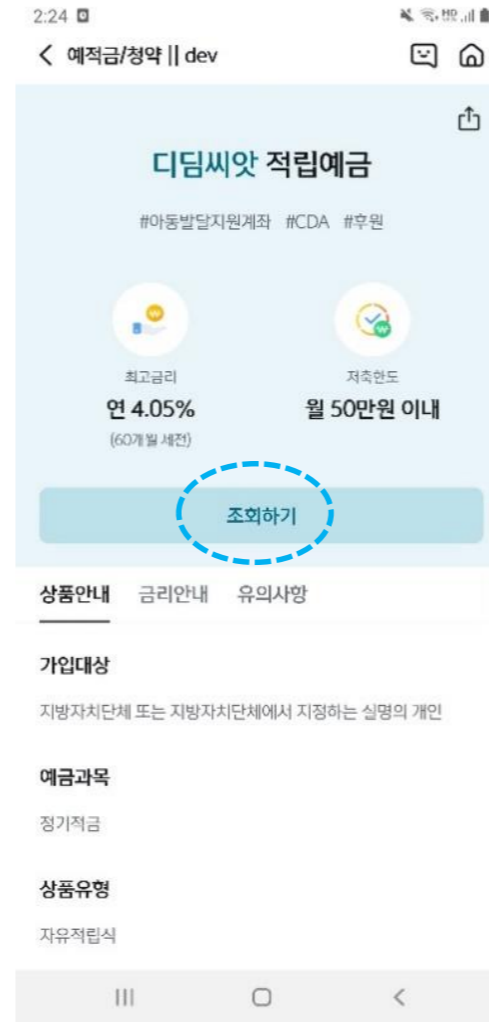 2:24
예적금/청약 || dev
디딤씨앗 적립예금
#아동발달지원계좌 #CDA #후원
최고금리
연 4.05%
(60개월 세전)
저축한도
월 50만원 이내
조회하기
상품안내 금리안내 유의사항
가입대상
지방자치단체 또는 지방자치단체에서 지정하는 실명의 개인
예금과목
정기적금
상품유형
자유적립식